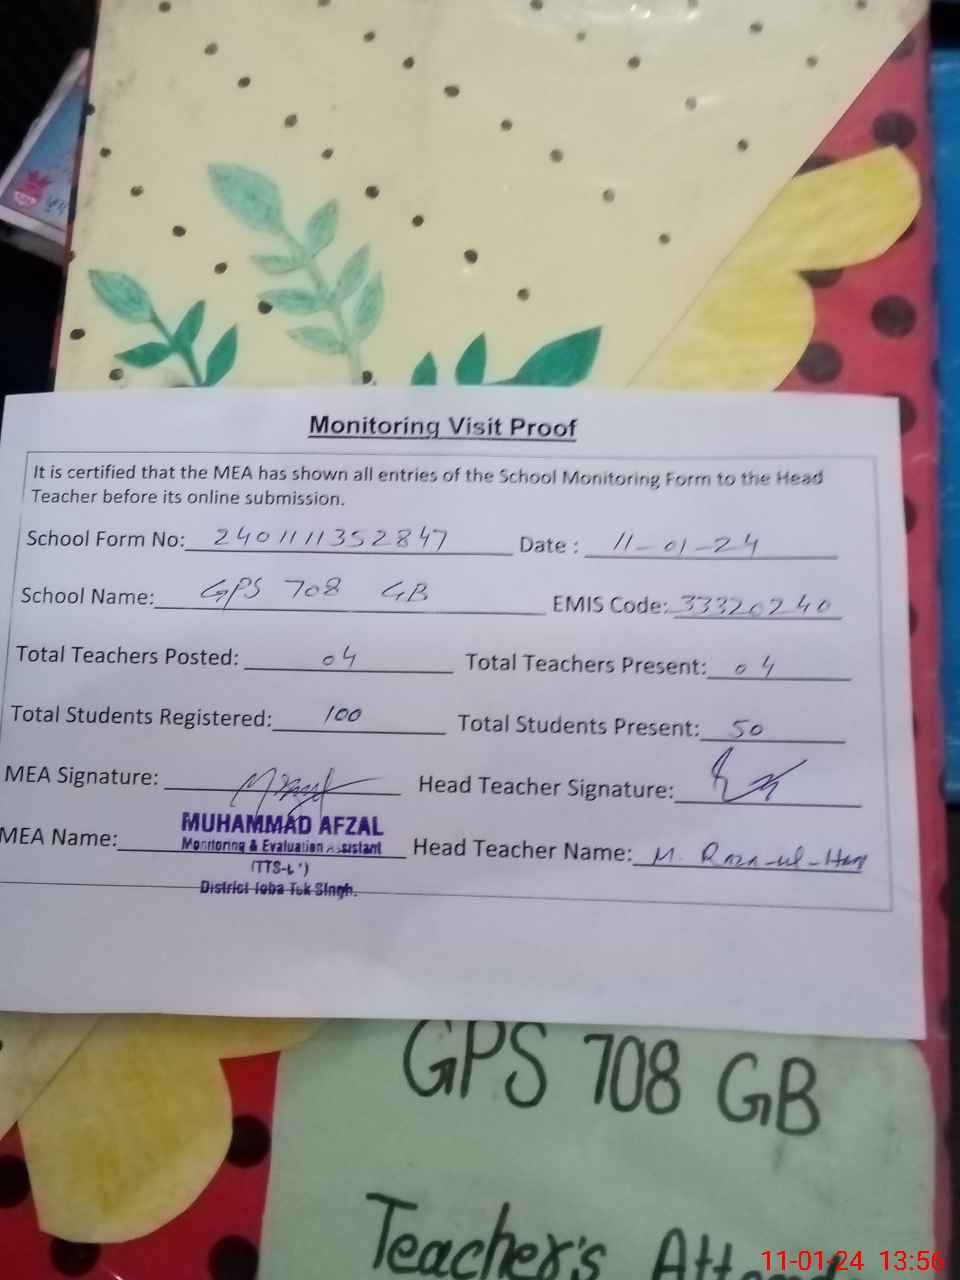 Monitoring Visit Proof
It is certified that the MEA has shown all entries of the School Monitoring Form to the Head
Teacher before its online submission.
School Form No: 2401111352847 Date : 11-01-24
School Name: GPS 708 GB EMIS Code: 33320240
Total Teachers Posted: 04 Total Teachers Present: 04
Total Students Registered: 100 Total Students Present: 50
MEA Signature: Head Teacher Signature:
MEA Name: MUHAMMAD AFZAL Head Teacher Name: M.
Monitoring & Evaluation Assistant
District Toba Tek Singh.
GPS 708 GB
Teacher's
11-01-24 13:56